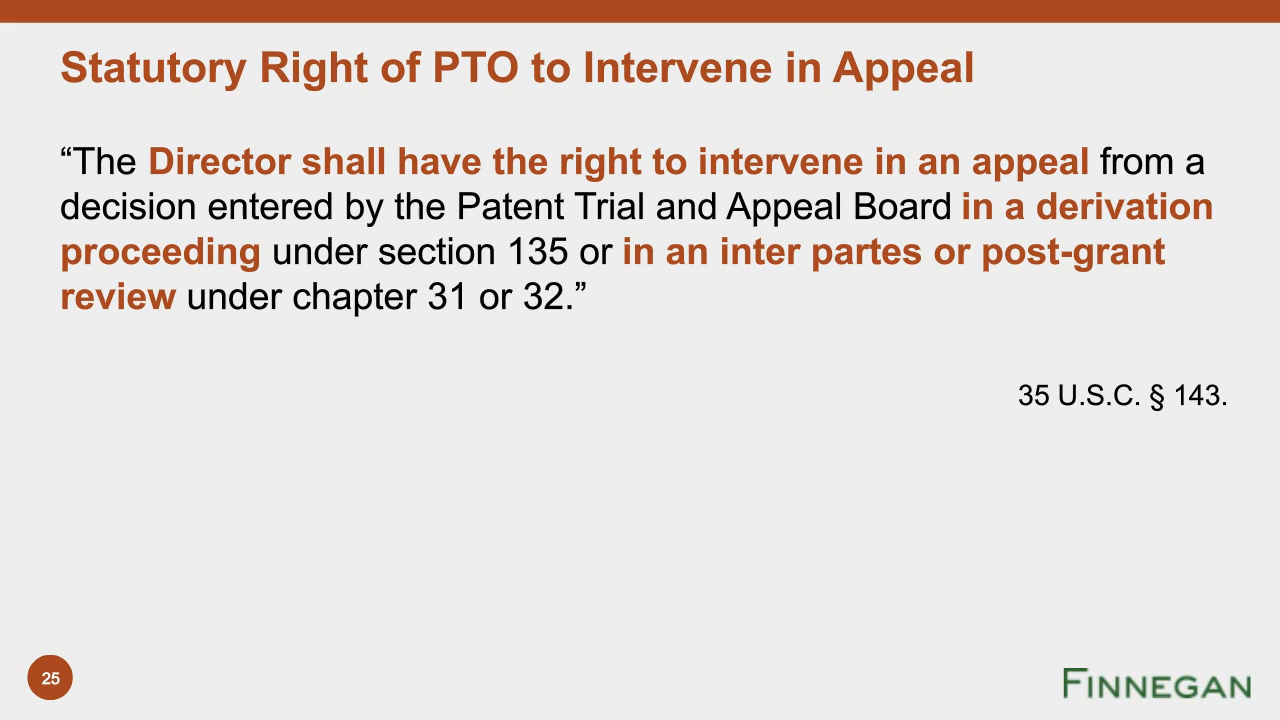 Statutory Right of PTO to Intervene in Appeal
“The Director shall have the right to intervene in an appeal from a
decision entered by the Patent Trial and Appeal Board in a derivation
proceeding under section 135 or in an inter partes or post-grant
review under chapter 31 or 32.”
35 U.S.C. § 143.
25
FINNEGAN